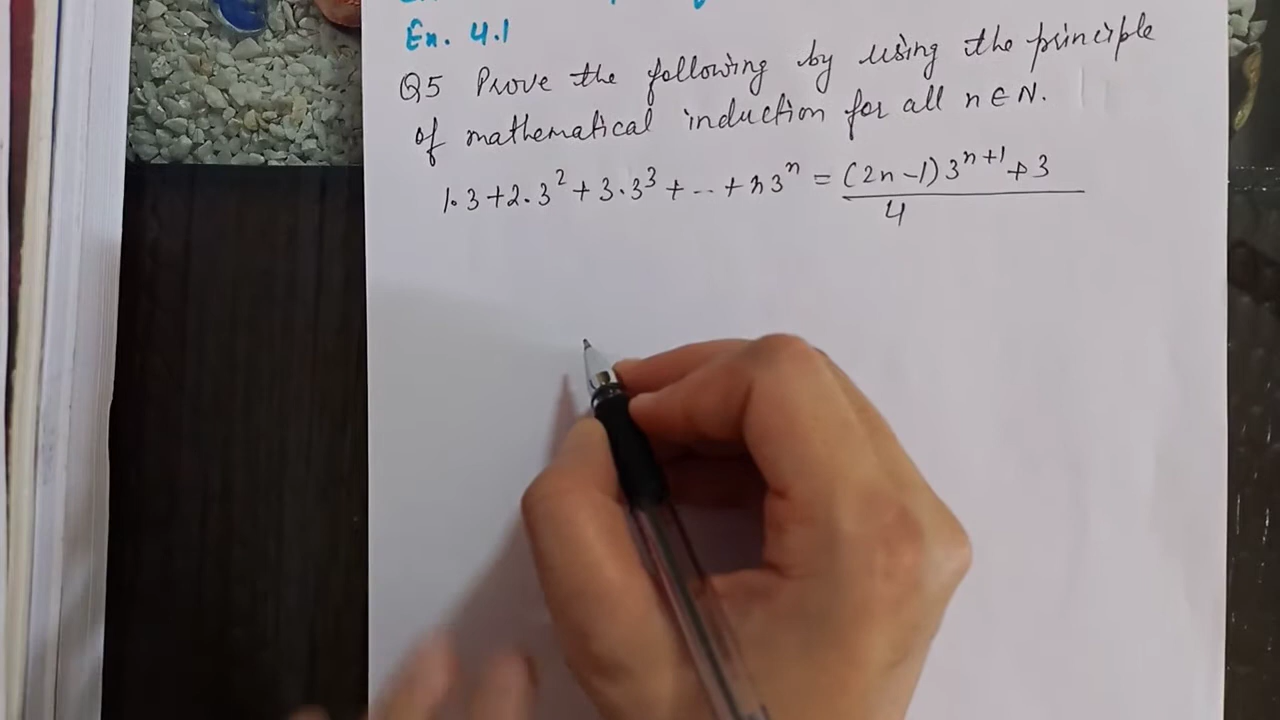 Ex. 4.1
Q5 Prove the following by using the principle
of mathematical induction for all n ∈ N.
1.3 + 2.3² + 3.3³ + -- + n3ⁿ = (2n-1)3ⁿ⁺¹ + 3
4